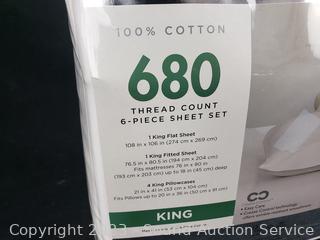 100% COTTON
680
THREAD COUNT
6-PIECE SHEET SET
1 King Flat Sheet
108 in x 106 in (274 cm x 269 cm)
1 King Fitted Sheet
76.5 in x 80.5 in (194 cm x 204 cm)
Fits mattresses 76 in x 80 in
(193 cm x 203 cm) up to 18 in (45 cm) deep
4 King Pillowcases
21 in x 41 in (53 cm x 104 cm)
Fits Pillows up to 20 in x 36 in (50 cm x 91 cm)
KING
• Easy Care